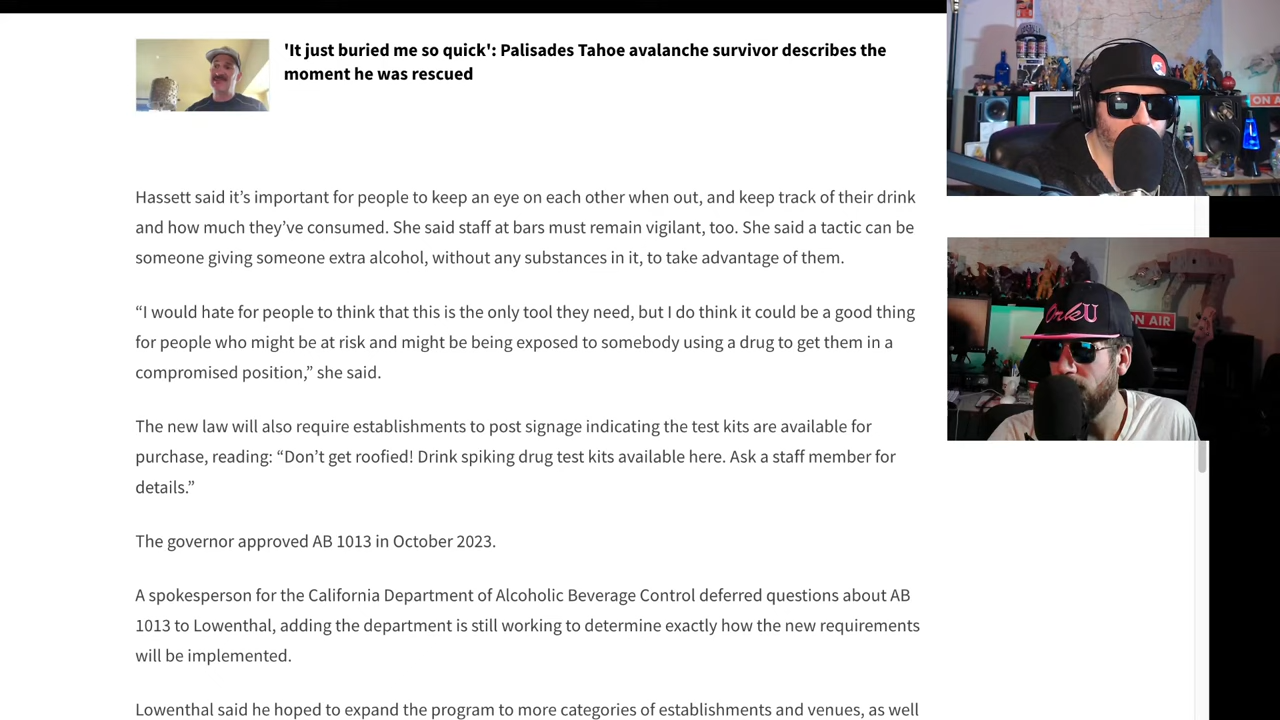 'It just buried me so quick': Palisades Tahoe avalanche survivor describes the
moment he was rescued
Hassett said it’s important for people to keep an eye on each other when out, and keep track of their drink
and how much they’ve consumed. She said staff at bars must remain vigilant, too. She said a tactic can be
someone giving someone extra alcohol, without any substances in it, to take advantage of them.
“I would hate for people to think that this is the only tool they need, but I do think it could be a good thing
for people who might be at risk and might be being exposed to somebody using a drug to get them in a
compromised position,” she said.
The new law will also require establishments to post signage indicating the test kits are available for
purchase, reading: “Don’t get roofied! Drink spiking drug test kits available here. Ask a staff member for
details.”
The governor approved AB 1013 in October 2023.
A spokesperson for the California Department of Alcoholic Beverage Control deferred questions about AB
1013 to Lowenthal, adding the department is still working to determine exactly how the new requirements
will be implemented.
Lowenthal said he hoped to expand the program to more categories of establishments and venues, as well
ON A
ON AIR
OnkU